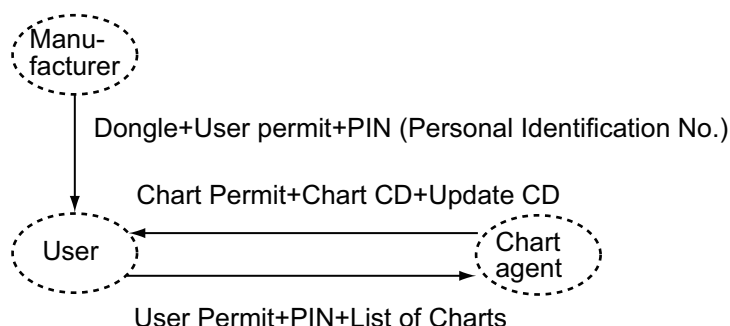 Manu-
facturer
Dongle+User permit+PIN (Personal Identification No.)
Chart Permit+Chart CD+Update CD
User
Chart
agent
User Permit+PIN+List of Charts